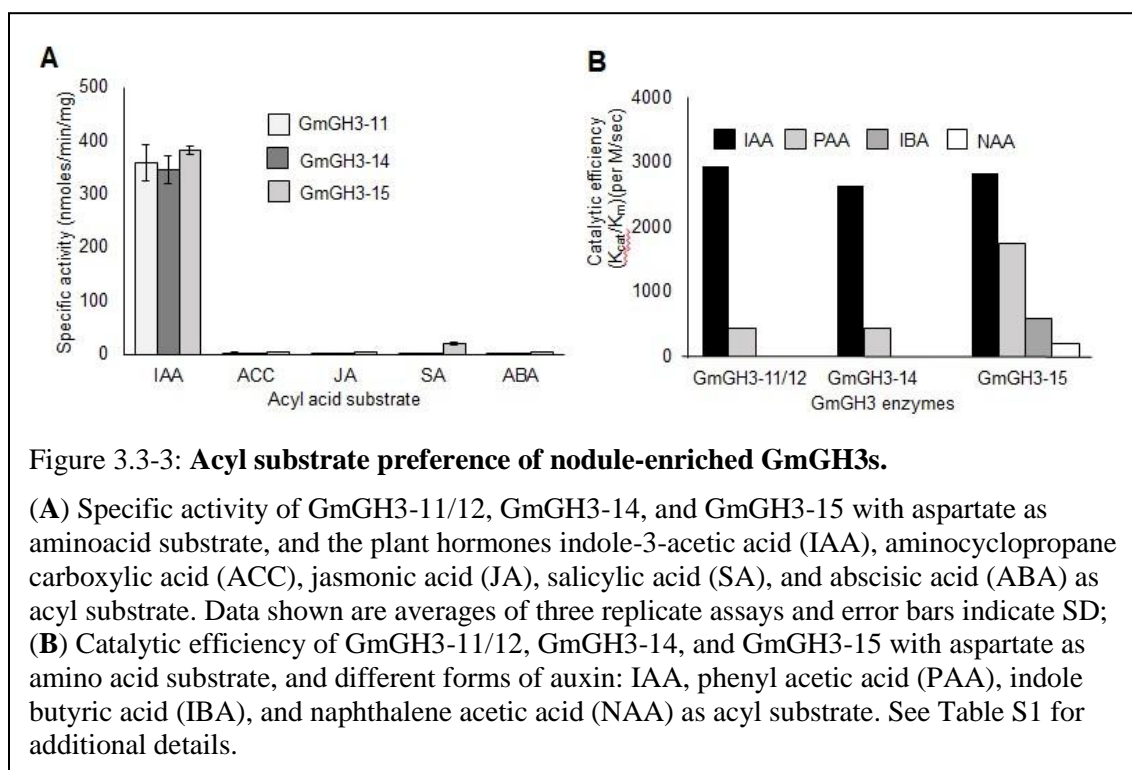 A
500
400
300
200
100
0
Specific activity (nmoles/min/mg)
GmGH3-11
GmGH3-14
GmGH3-15
IAA ACC JA SA ABA
Acyl acid substrate
B
4000
3000
2000
1000
0
Catalytic efficiency
(Kcat/Km)(per M/sec)
IAA PAA IBA NAA
GmGH3-11/12 GmGH3-14 GmGH3-15
GmGH3 enzymes
Figure 3.3-3: Acyl substrate preference of nodule-enriched GmGH3s.
(A) Specific activity of GmGH3-11/12, GmGH3-14, and GmGH3-15 with aspartate as
aminoacid substrate, and the plant hormones indole-3-acetic acid (IAA), aminocyclopropane
carboxylic acid (ACC), jasmonic acid (JA), salicylic acid (SA), and abscisic acid (ABA) as
acyl substrate. Data shown are averages of three replicate assays and error bars indicate SD;
(B) Catalytic efficiency of GmGH3-11/12, GmGH3-14, and GmGH3-15 with aspartate as
amino acid substrate, and different forms of auxin: IAA, phenyl acetic acid (PAA), indole
butyric acid (IBA), and naphthalene acetic acid (NAA) as acyl substrate. See Table S1 for
additional details.